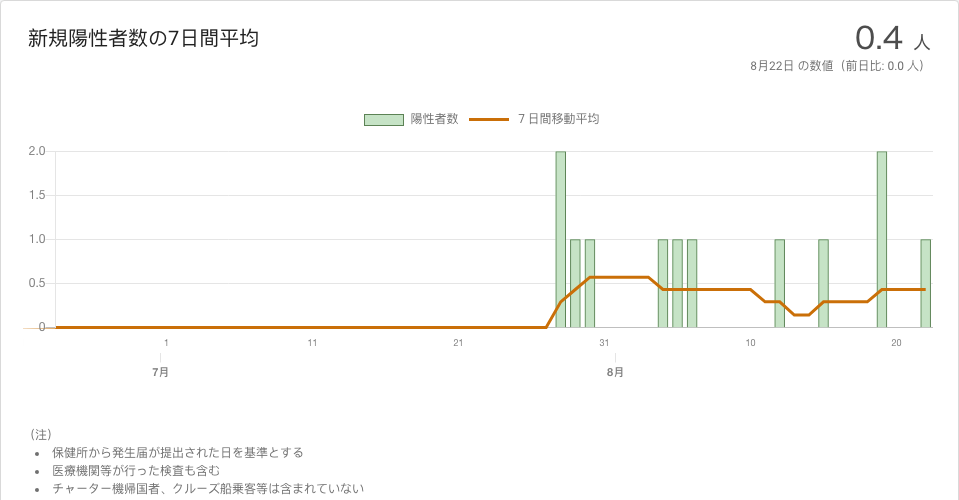 新規陽性者数の7日間平均
0.4 人
8月22日 の数値（前日比: 0.0 人）
陽性者数 7 日間移動平均
2.0
1.5
1.0
0.5
0
1 11 21 31 10 20
7月 8月
（注）
• 保健所から発生届が提出された日を基準とする
• 医療機関等が行った検査も含む
• チャーター機帰国者、クルーズ船乗客等は含まれていない